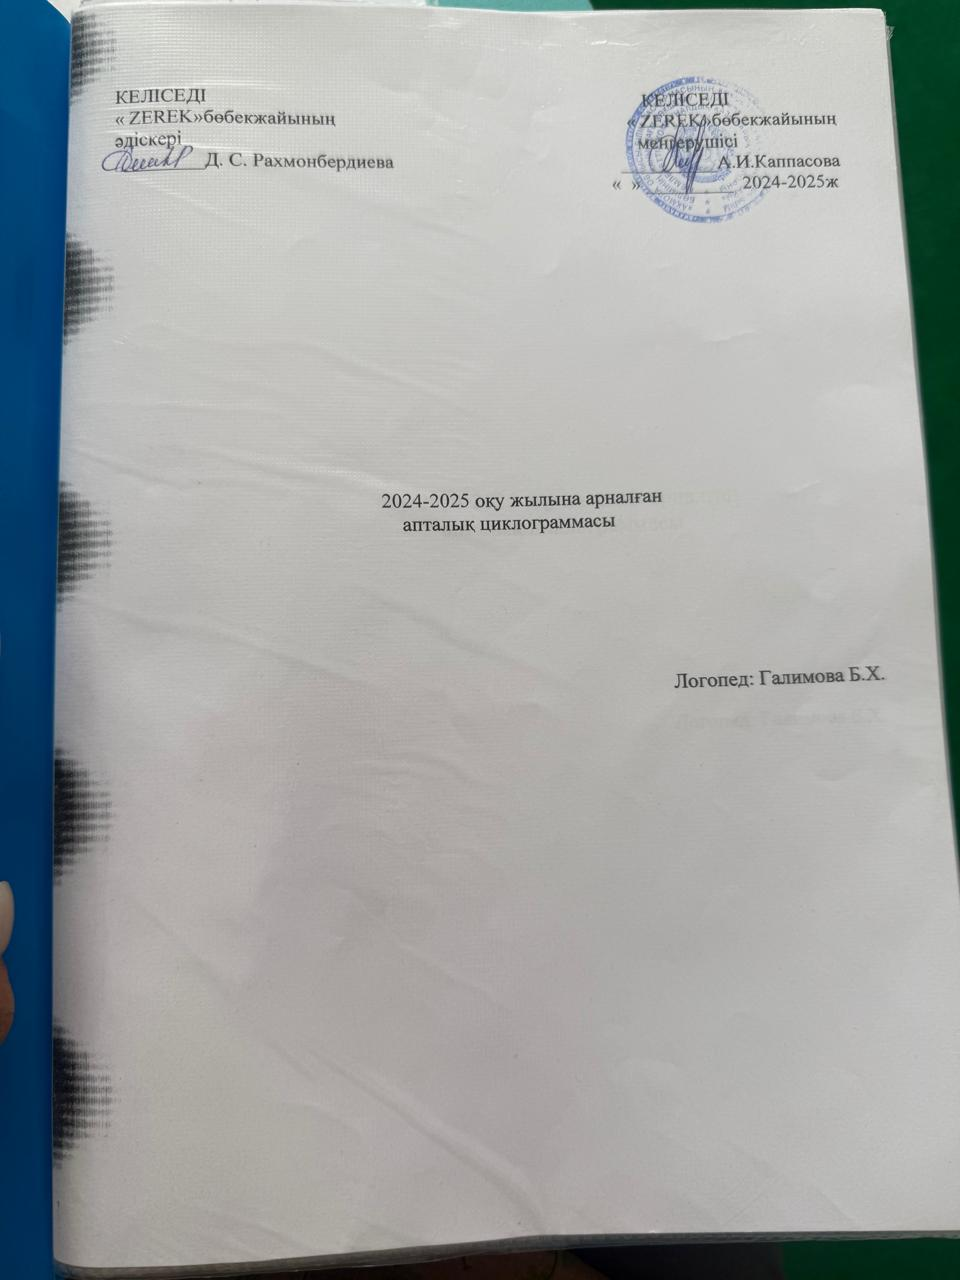 КЕЛІСЕДІ
« ZEREK»бөбекжайының
әдіскері
Д. С. Рахмонбердиева
КЕЛІСЕДІ
« ZEREK»бөбекжайының
меңгерушісі
А.И.Каппасова
« » 2024-2025ж
2024-2025 оқу жылына арналған
апталық циклограммасы
Логопед: Галимова Б.Х.